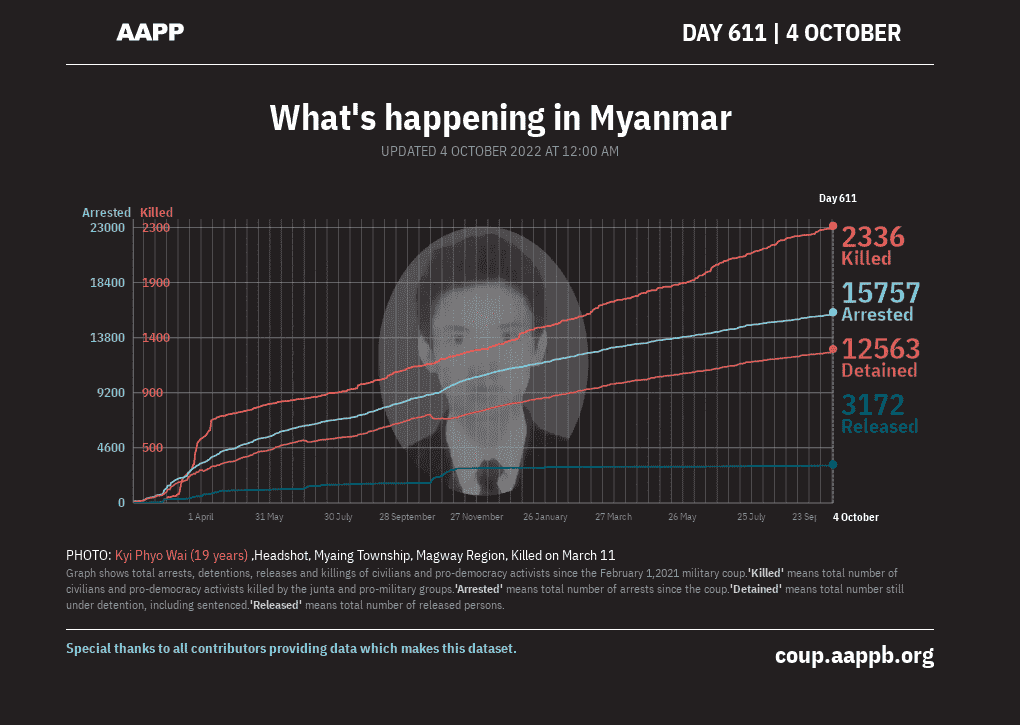 AAPP
DAY 611 | 4 OCTOBER
What's happening in Myanmar
UPDATED 4 OCTOBER 2022 AT 12:00 AM
Day 611
Arrested Killed
23000 2300
18400 1900
13800 1400
9200 900
4600 500
0
2336
Killed
15757
Arrested
12563
Detained
3172
Released
1 April 31 May 30 July 28 September 27 November 26 January 27 March 26 May 25 July 23 Sep 4 October
PHOTO: Kyi Phyo Wai (19 years) ,Headshot, Myaing Township, Magway Region, Killed on March 11
Graph shows total arrests, detentions, releases and killings of civilians and pro-democracy activists since the February 1,2021 military coup.'Killed' means total number of
civilians and pro-democracy activists killed by the junta and pro-military groups.'Arrested' means total number of arrests since the coup.'Detained' means total number still
under detention, including sentenced.'Released' means total number of released persons.
Special thanks to all contributors providing data which makes this dataset.
coup.aappb.org